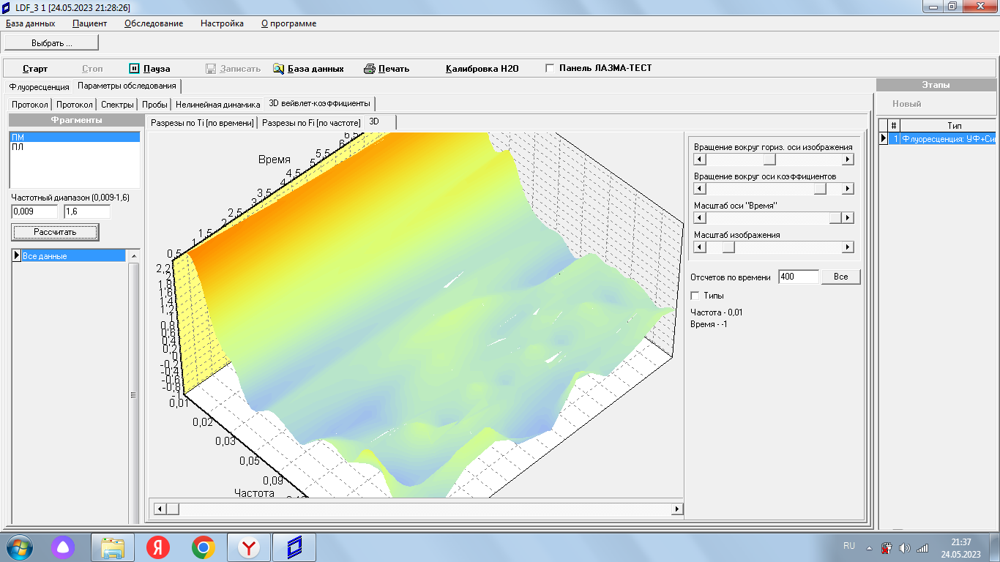 LDF_3 1 [24.05.2023 21:28:26]
База данных Пациент Обследование Настройка О программе
Выбрать ...
Старт Стоп Пауза Записать База данных Печать Калибровка H2O Панель ЛАЗМА-ТЕСТ
Флуоресценция Параметры обследования
Протокол Протокол Спектры Пробы Нелинейная динамика 3D вейвлет-коэффициенты
Фрагменты
ПМ
ПЛ
Частотный диапазон (0,009-1,6)
0,009 1,6
Рассчитать
Все данные
Разрезы по Ti [по времени] Разрезы по Fi [по частоте] 3D
Время
6,5
6
5,5
5
4,5
4
3,5
3
2,5
2
1,5
1
0,5
2,2
1,8
1,6
1,4
1,2
0,8
0,6
0,4
0,2
0
-0,2
-0,4
-0,6
-0,8
-1
0,01
0,02
0,03
0,05
0,09
Частота
Вращение вокруг гориз. оси изображения
Вращение вокруг оси коэффициентов
Масштаб оси "Время"
Масштаб изображения
Отсчетов по времени 400 Все
Типы
Частота - 0,01
Время - -1
Этапы
Новый
# Тип
1 Флуоресценция: УФ+Си
RU
21:37
24.05.2023